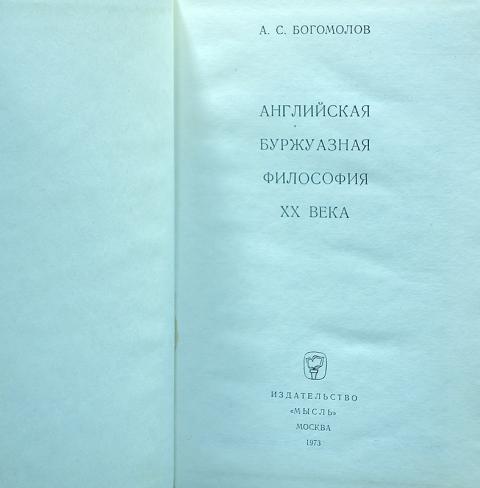 А. С. БОГОМОЛОВ
АНГЛИЙСКАЯ
БУРЖУАЗНАЯ
ФИЛОСОФИЯ
XX ВЕКА
ИЗДАТЕЛЬСТВО
«МЫСЛЬ»
МОСКВА
1973